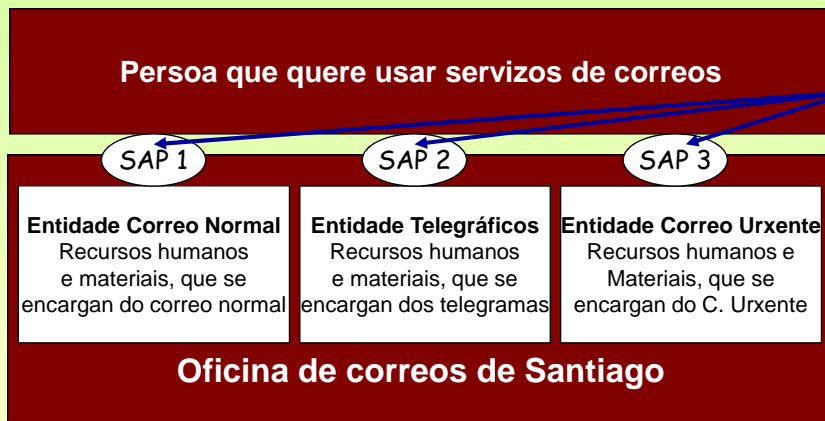 Persoa que quere usar servizos de correos
SAP 1
SAP 2
SAP 3
Entidade Correo Normal
Recursos humanos
e materiais, que se
encargan do correo normal
Entidade Telegráficos
Recursos humanos
e materiais, que se
encargan dos telegramas
Entidade Correo Urxente
Recursos humanos e
Materiais, que se
encargan do C. Urxente
Oficina de correos de Santiago